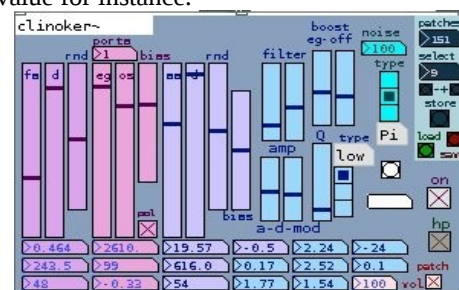 value for instance.
clinoker~
boost
ports
rnd
>1
bias
rnd
filter
eg-off
noise
>100
type
patches
>151
select
>9
-+
store
load
sav
fs
d
eg
os
ss
d
amp
Q
type
low
Pi
pol
bias
a-d-mod
on
hp
>0.464 >2610. >19.57 >-0.5 >2.24 >-24
>243.5 >99 >616.0 >0.17 >2.52 >0.1 patch
>48 >-0.33 >54 >1.77 >1.54 >100 vol